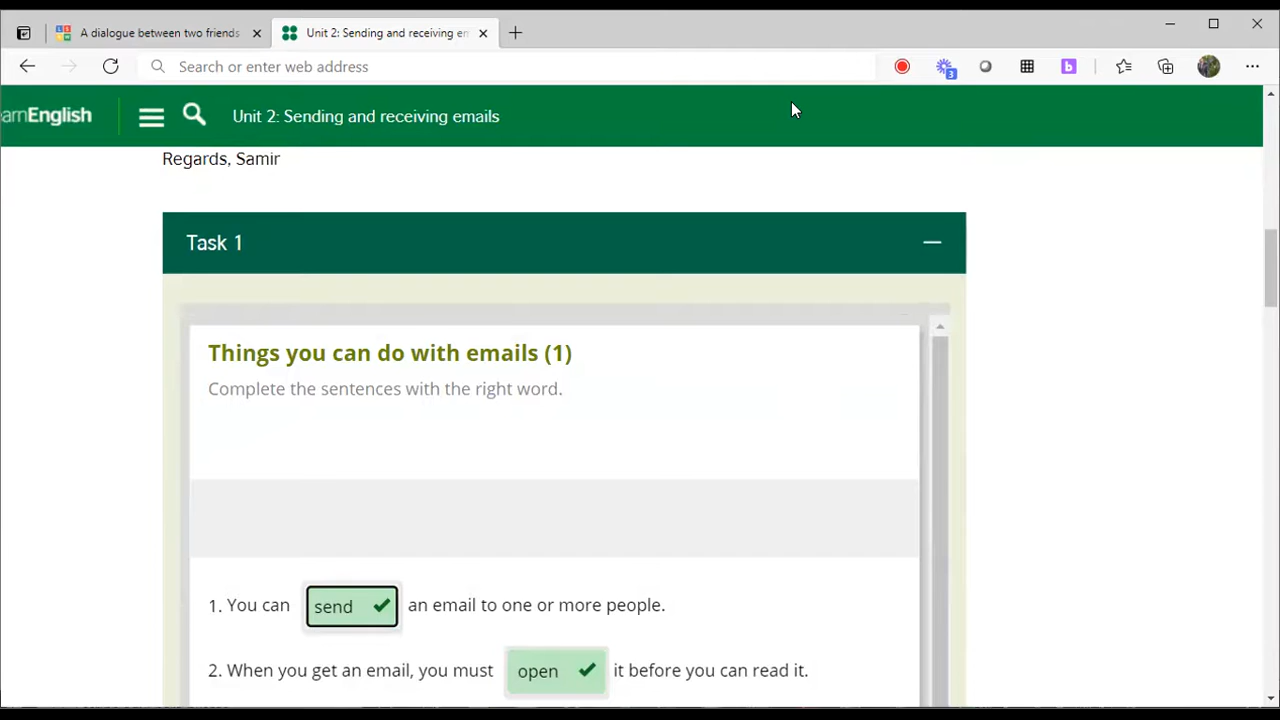 A dialogue between two friends
Unit 2: Sending and receiving em
Search or enter web address
3
b
arnEnglish
Unit 2: Sending and receiving emails
Regards, Samir
Task 1
Things you can do with emails (1)
Complete the sentences with the right word.
1. You can send an email to one or more people.
2. When you get an email, you must open it before you can read it.